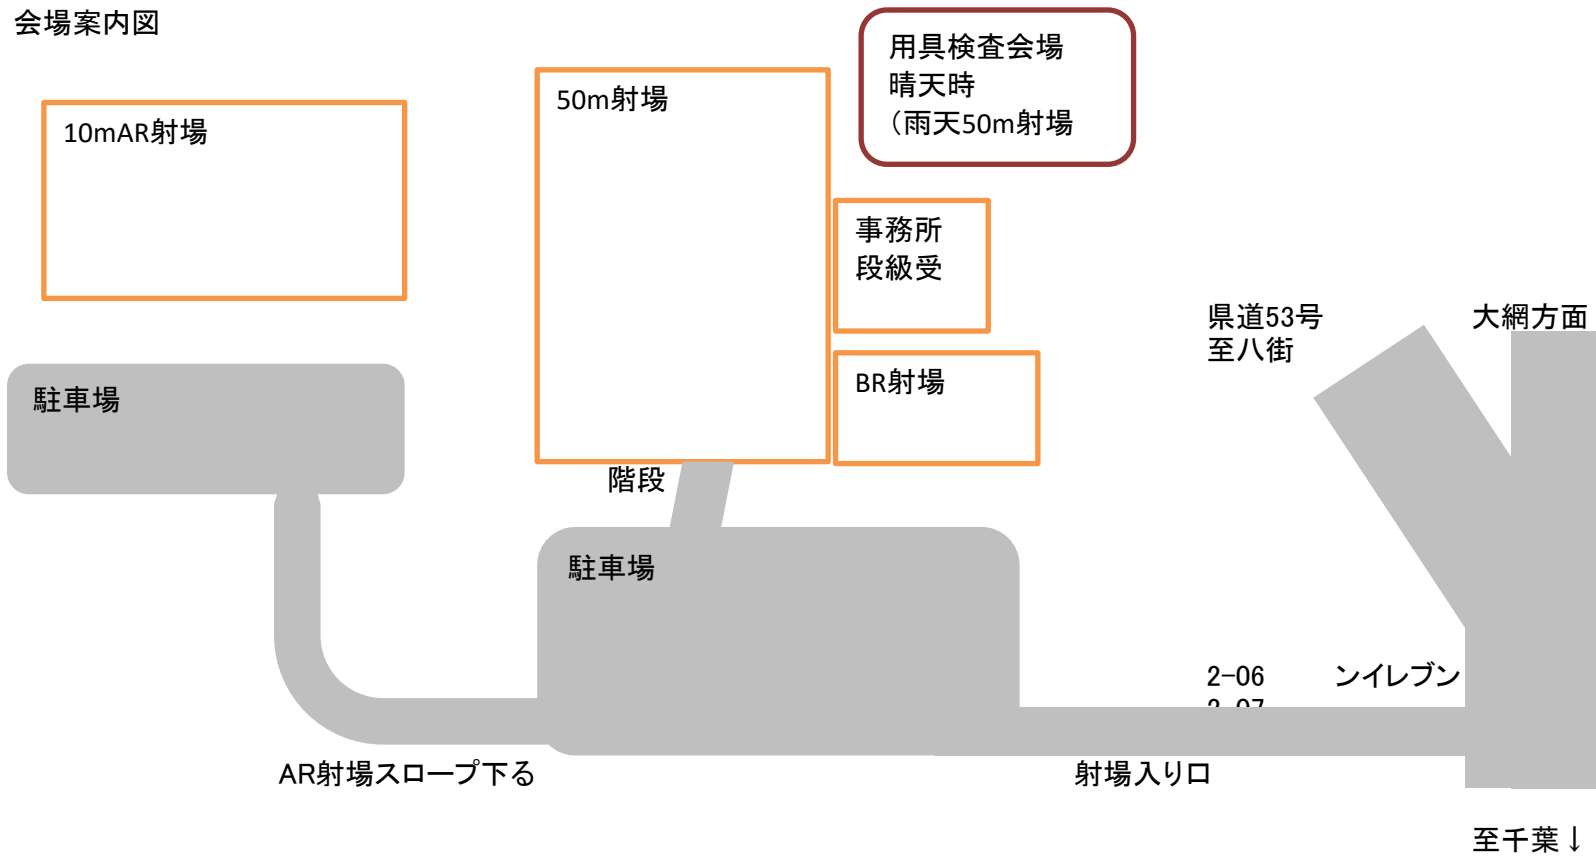 会場案内図
用具検査会場
晴天時
（雨天50m射場
50m射場
10mAR射場
事務所
段級受
県道53号
至八街
大網方面
BR射場
駐車場
階段
駐車場
2-06 ンイレブン
2-07
AR射場スロープ下る
射場入り口
至千葉↓